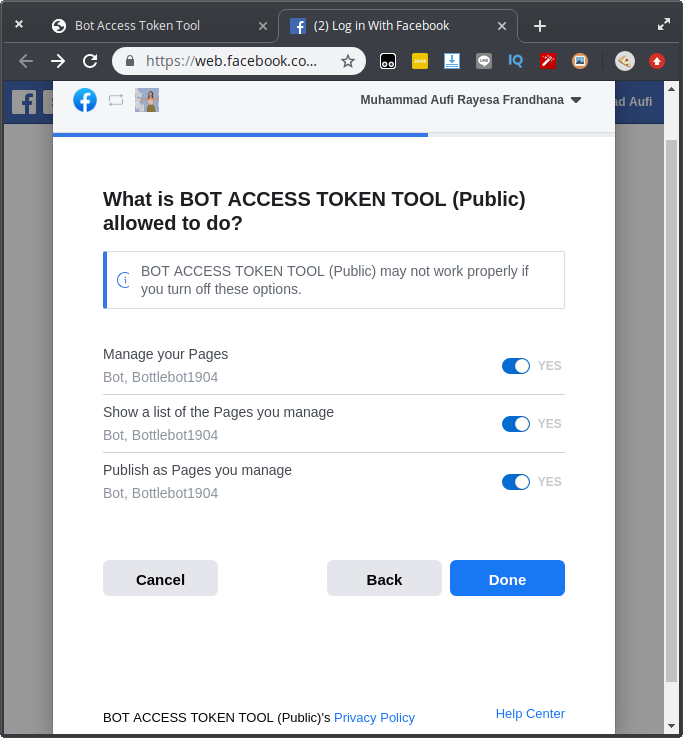 Bot Access Token Tool
(2) Log in With Facebook
https://web.facebook.co...
IQ
Muhammad Aufi Rayesa Frandhana
ad Aufi
What is BOT ACCESS TOKEN TOOL (Public)
allowed to do?
BOT ACCESS TOKEN TOOL (Public) may not work properly if
you turn off these options.
Manage your Pages
YES
Bot, Bottlebot1904
Show a list of the Pages you manage
YES
Bot, Bottlebot1904
Publish as Pages you manage
YES
Bot, Bottlebot1904
Cancel
Back
Done
BOT ACCESS TOKEN TOOL (Public)'s Privacy Policy
Help Center